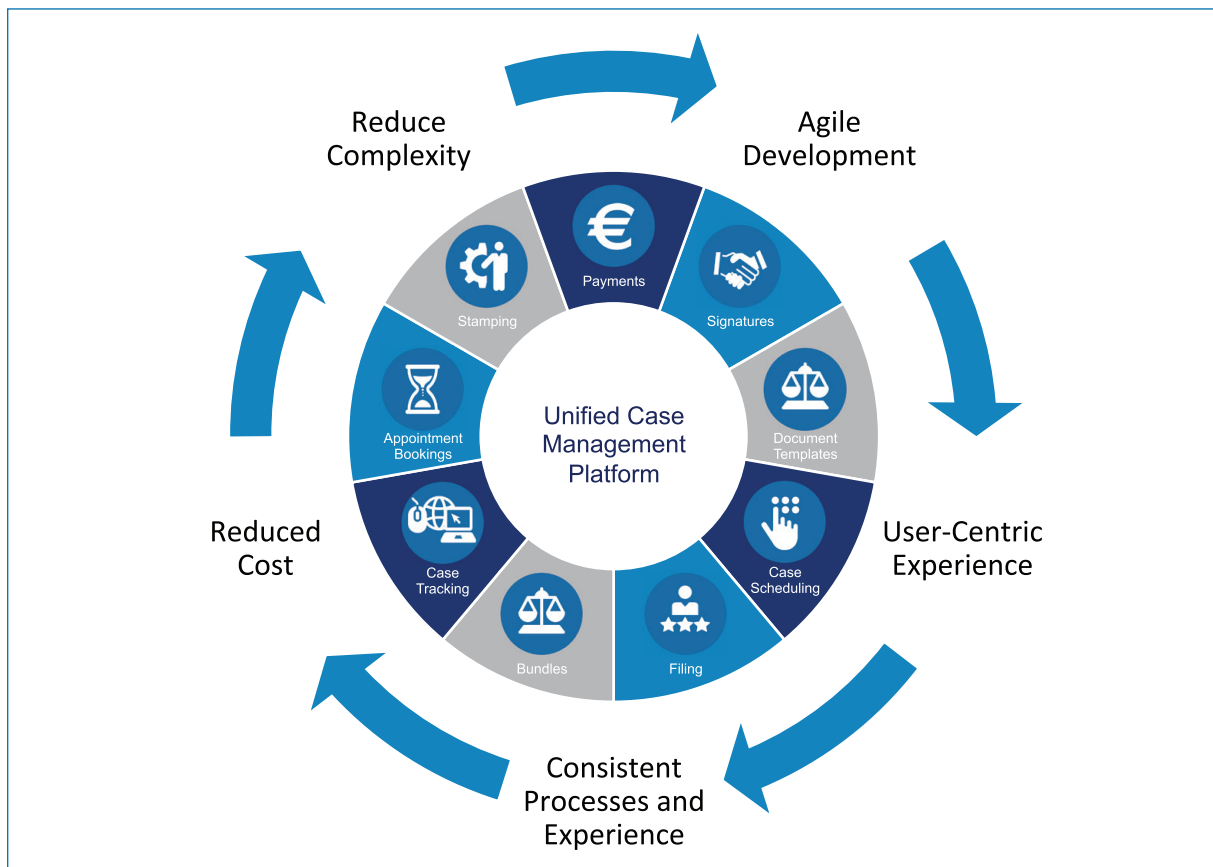 Reduce
Complexity
Agile
Development
Payments
Stamping
Signatures
Appointment
Bookings
Unified Case
Management
Platform
Document
Templates
Reduced
Cost
User-Centric
Experience
Case
Tracking
Case
Scheduling
Bundles
Filing
Consistent
Processes and
Experience